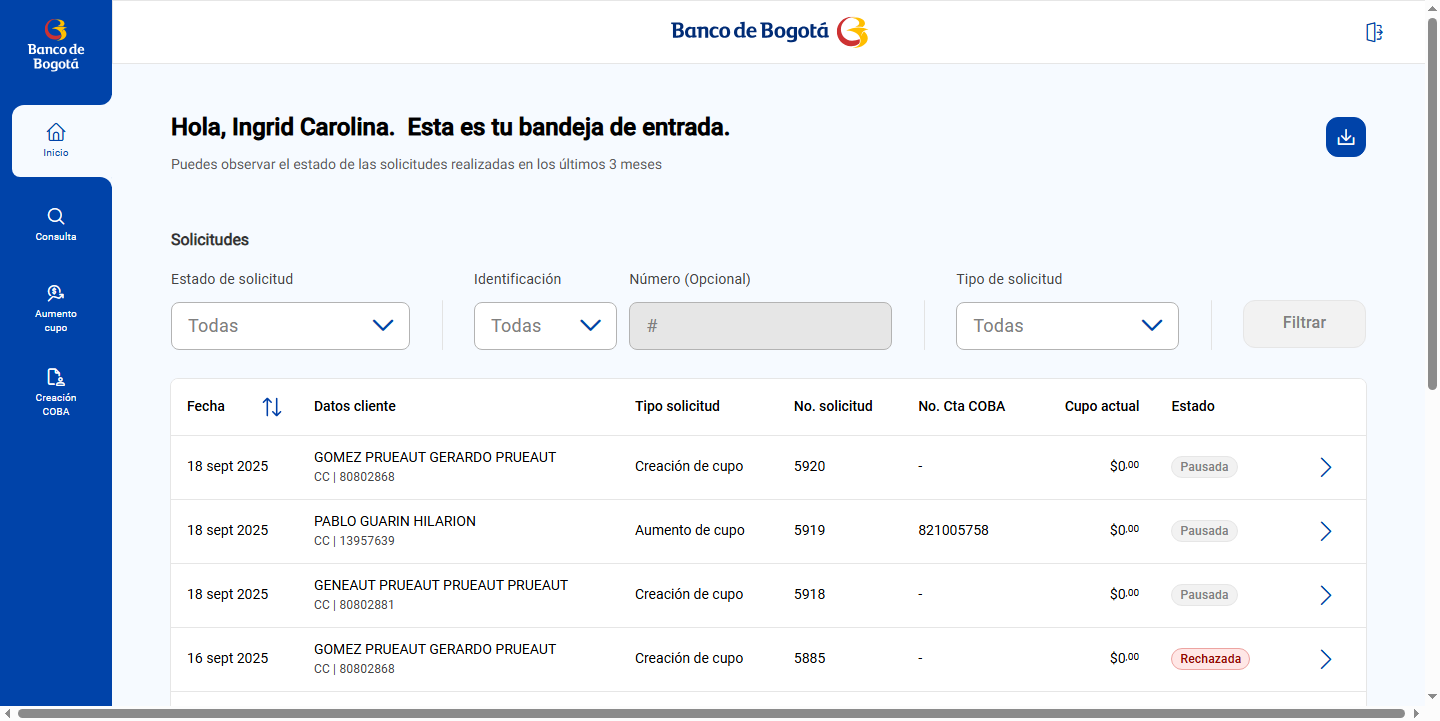 Banco de
Bogotá
Banco de Bogotá
Inicio
Consulta
Aumento
cupo
Creación
COBA
Hola, Ingrid Carolina.  Esta es tu bandeja de entrada.
Puedes observar el estado de las solicitudes realizadas en los últimos 3 meses
Solicitudes
Estado de solicitud Identificación Número (Opcional) Tipo de solicitud
Todas Todas # Todas Filtrar
Fecha Datos cliente Tipo solicitud No. solicitud No. Cta COBA Cupo actual Estado
18 sept 2025 GOMEZ PRUEAUT GERARDO PRUEAUT Creación de cupo 5920 - $0.00 Pausada
CC | 80802868
18 sept 2025 PABLO GUARIN HILARION Aumento de cupo 5919 821005758 $0.00 Pausada
CC | 13957639
18 sept 2025 GENEAUT PRUEAUT PRUEAUT PRUEAUT Creación de cupo 5918 - $0.00 Pausada
CC | 80802881
16 sept 2025 GOMEZ PRUEAUT GERARDO PRUEAUT Creación de cupo 5885 - $0.00 Rechazada
CC | 80802868